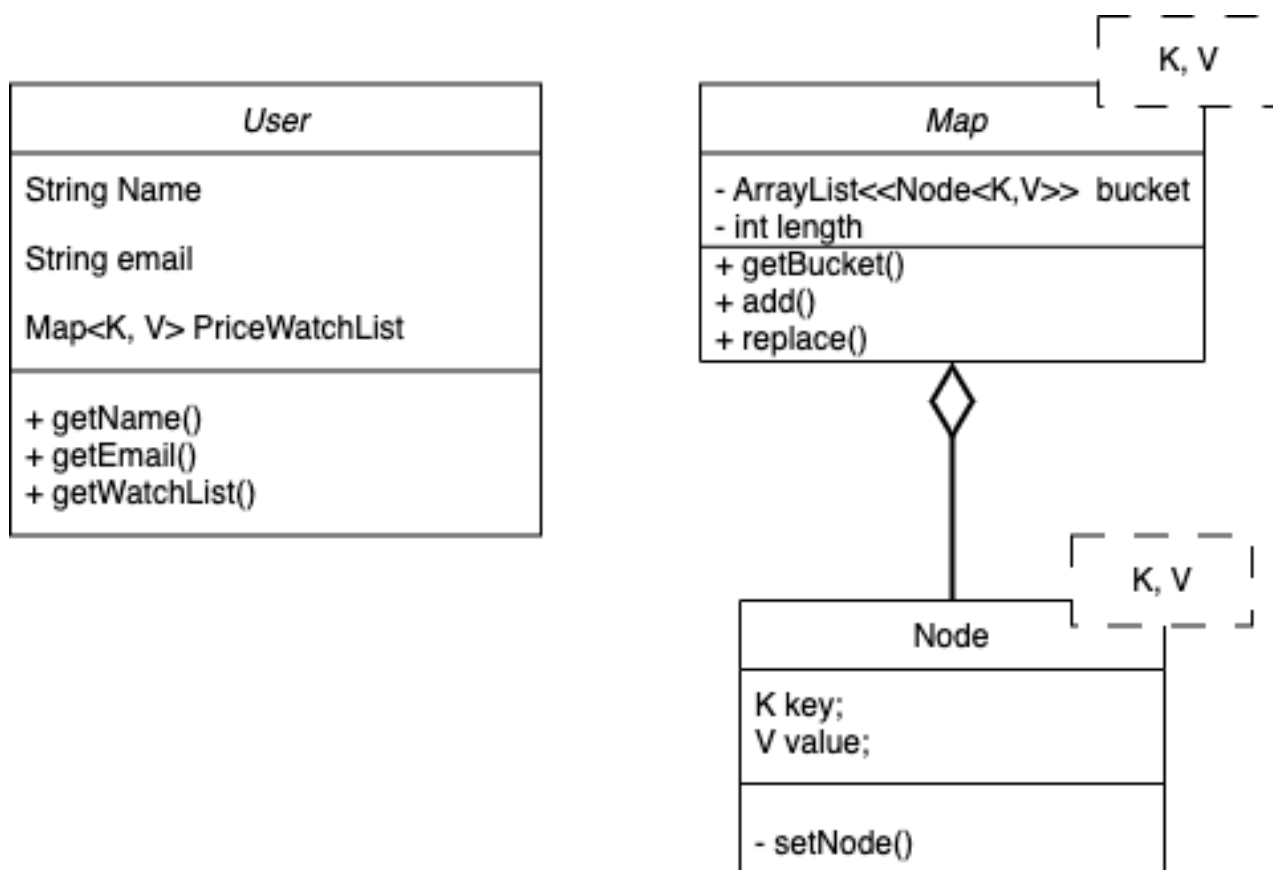 User
String Name
String email
Map<K, V> PriceWatchList
+ getName()
+ getEmail()
+ getWatchList()
K, V
Map
- ArrayList<<Node<K,V>> bucket
- int length
+ getBucket()
+ add()
+ replace()
K, V
Node
K key;
V value;
- setNode()